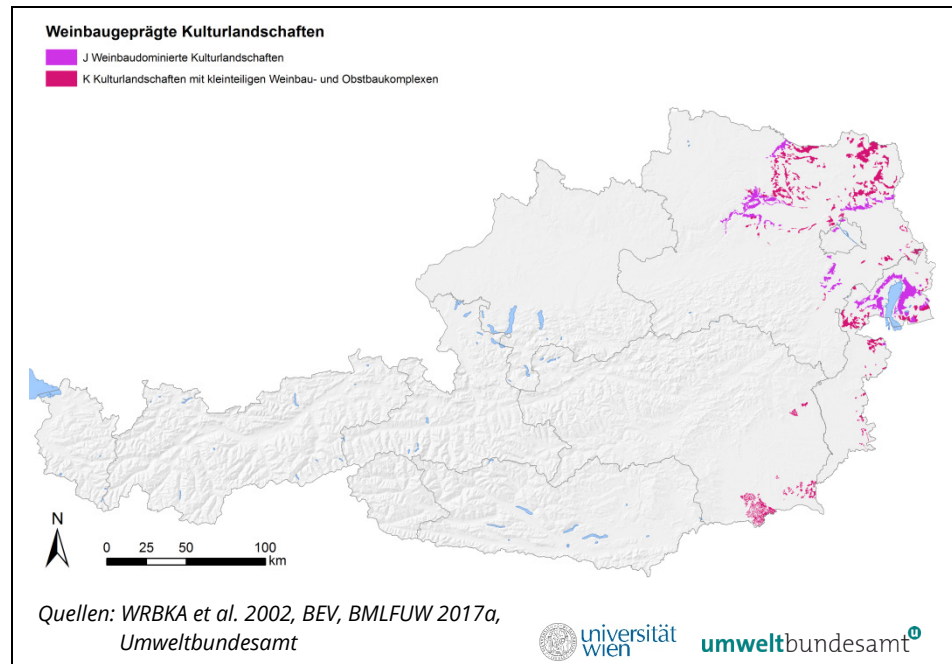 Weinbaugeprägte Kulturlandschaften
J Weinbaudominierte Kulturlandschaften
K Kulturlandschaften mit kleinteiligen Weinbau- und Obstbaukomplexen
N
0 25 50 100
km
Quellen: WRBKA et al. 2002, BEV, BMLFUW 2017a,
Umweltbundesamt
universität
wien
umweltbundesamt U